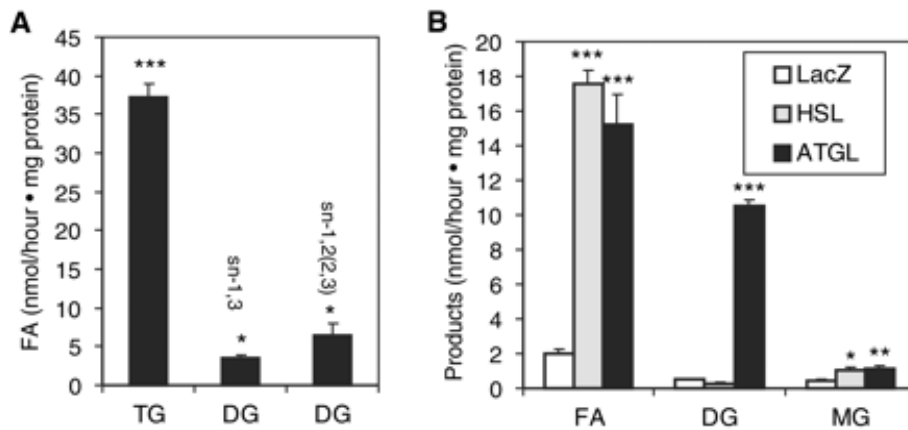 A
FA (nmol/hour • mg protein)
45
40
35
30
25
20
15
10
5
0
***
sn-1,3
*
sn-1,2(2,3)
*
TG DG DG
B
Products (nmol/hour • mg protein)
20
18
16
14
12
10
8
6
4
2
0
***
***
***
* **
LacZ
HSL
ATGL
FA DG MG